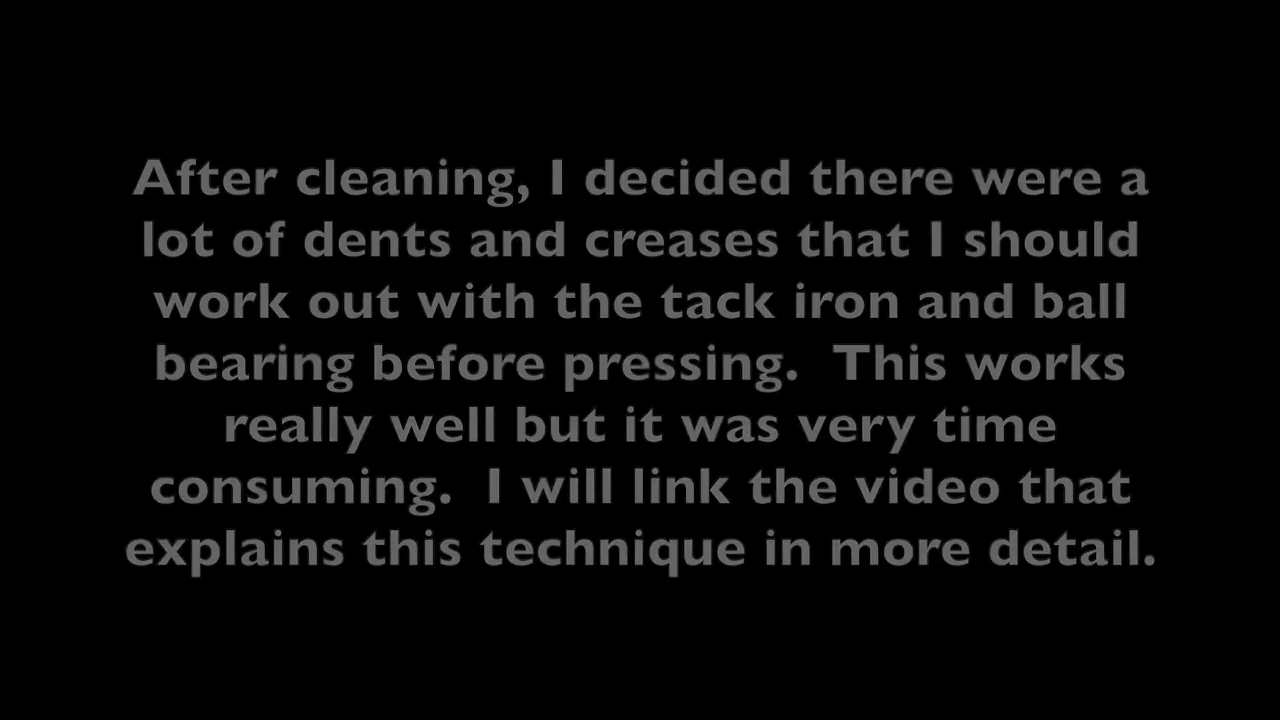 After cleaning, I decided there were a
lot of dents and creases that I should
work out with the tack iron and ball
bearing before pressing.  This works
really well but it was very time
consuming.  I will link the video that
explains this technique in more detail.